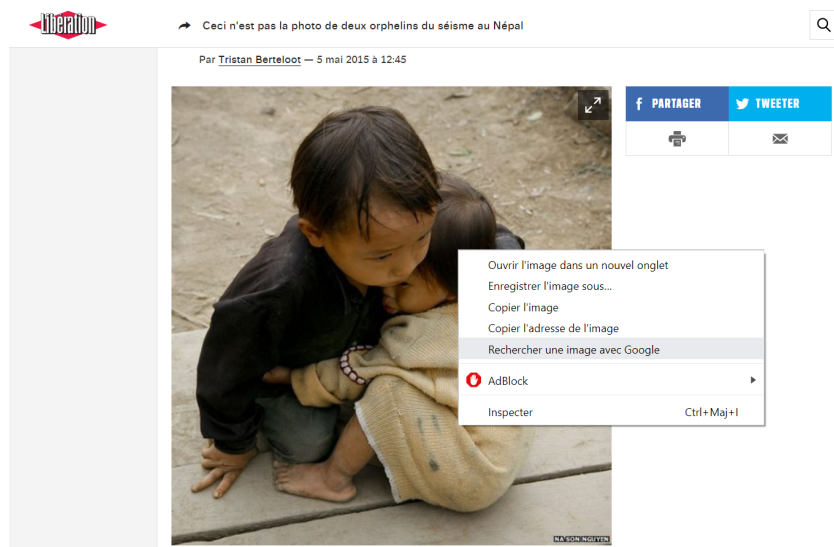 Libération
Ceci n'est pas la photo de deux orphelins du séisme au Népal
Par Tristan Berteloot — 5 mai 2015 à 12:45
PARTAGER
TWEETER
Ouvrir l'image dans un nouvel onglet
Enregistrer l'image sous...
Copier l'image
Copier l'adresse de l'image
Rechercher une image avec Google
AdBlock
Inspecter Ctrl+Maj+I
NA SON NGUYEN